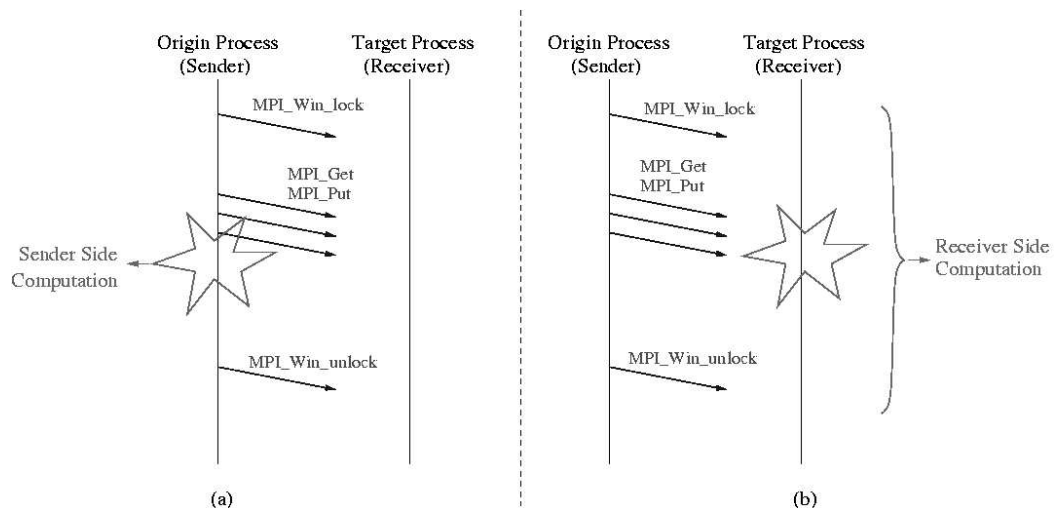 Origin Process
(Sender)
Target Process
(Receiver)
MPI_Win_lock
MPI_Get
MPI_Put
Sender Side
Computation
MPI_Win_unlock
(a)
Origin Process
(Sender)
Target Process
(Receiver)
MPI_Win_lock
MPI_Get
MPI_Put
Receiver Side
Computation
MPI_Win_unlock
(b)